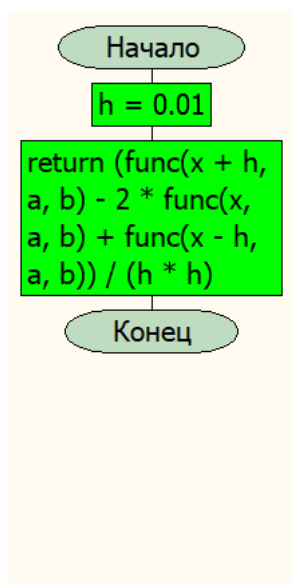 Начало
h = 0.01
return (func(x + h,
a, b) - 2 * func(x,
a, b) + func(x - h,
a, b)) / (h * h)
Конец